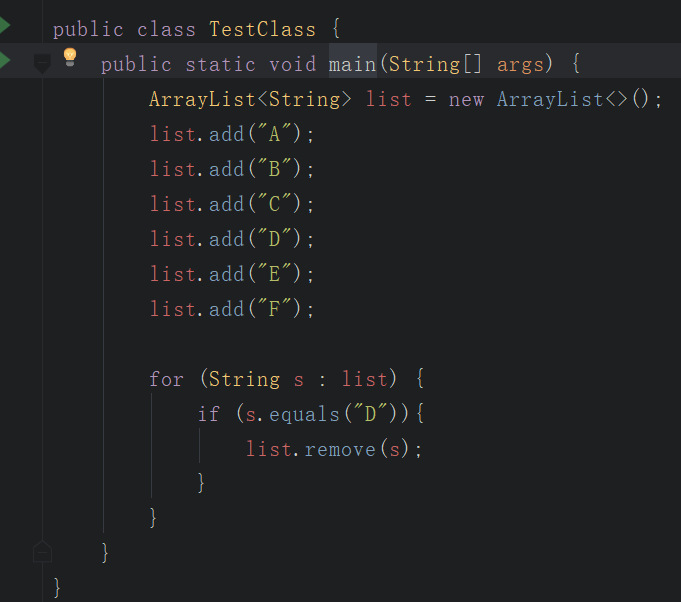 public class TestClass {
public static void main(String[] args) {
ArrayList<String> list = new ArrayList<>();
list.add("A");
list.add("B");
list.add("C");
list.add("D");
list.add("E");
list.add("F");
for (String s : list) {
if (s.equals("D")){
list.remove(s);
}
}
}
}